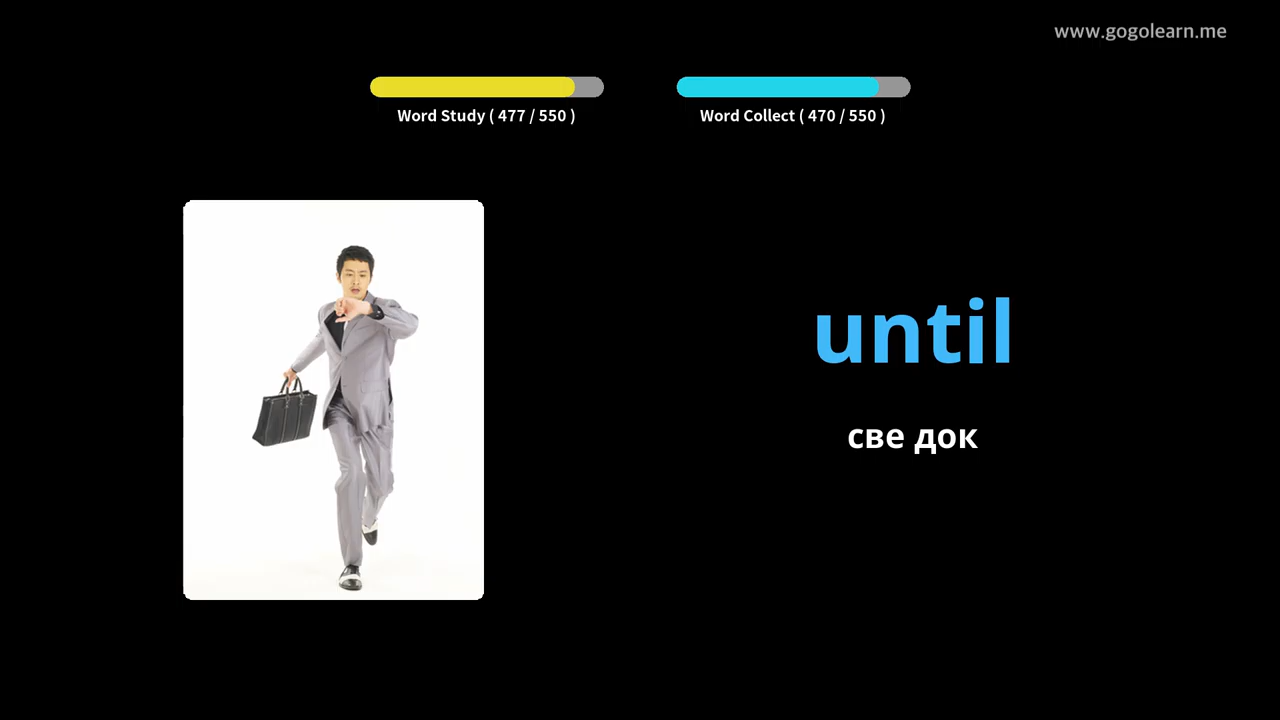 www.gogolearn.me
Word Study ( 477 / 550 )
Word Collect ( 470 / 550 )
until
све док